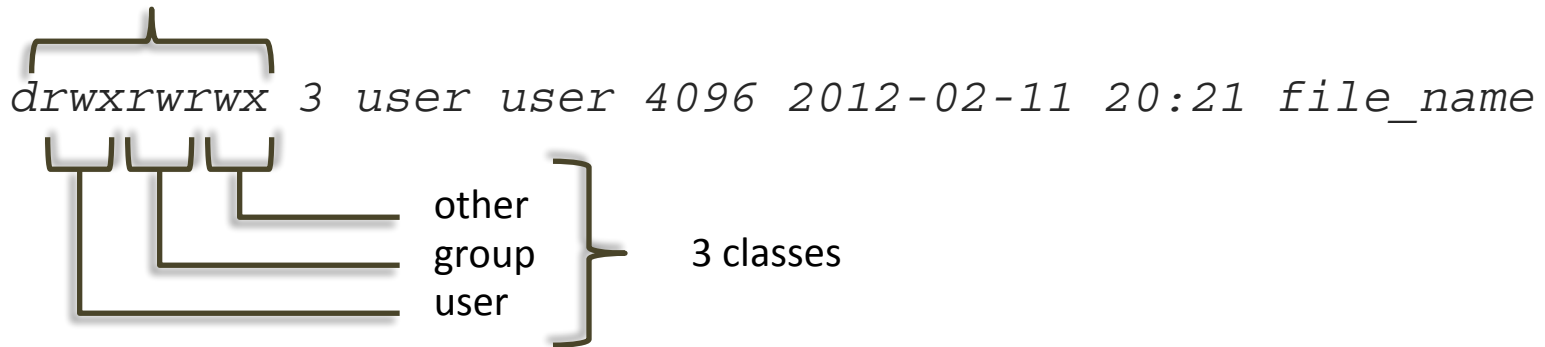 drwxrwrwx 3 user user 4096 2012-02-11 20:21 file_name
other
group
3 classes
user